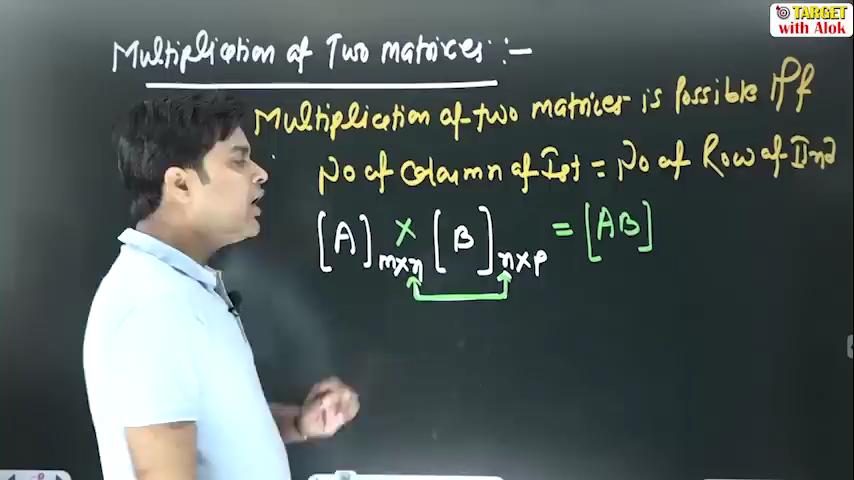 TARGET
with Alok
Multiplication of Two matrices :-
Multiplication of two matrices is possible iff
No of column of Ist = No of Row of IInd
[A]m×n × [B]n×p = [AB]